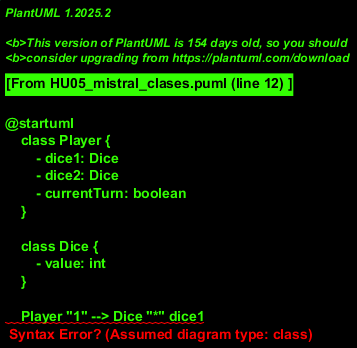 PlantUML 1.2025.2
<b>This version of PlantUML is 154 days old, so you should
<b>consider upgrading from https://plantuml.com/download
[From HU05_mistral_clases.puml (line 12) ]
@startuml
class Player {
- dice1: Dice
- dice2: Dice
- currentTurn: boolean
}
class Dice {
- value: int
}
Player "1" --> Dice "*" dice1
Syntax Error? (Assumed diagram type: class)